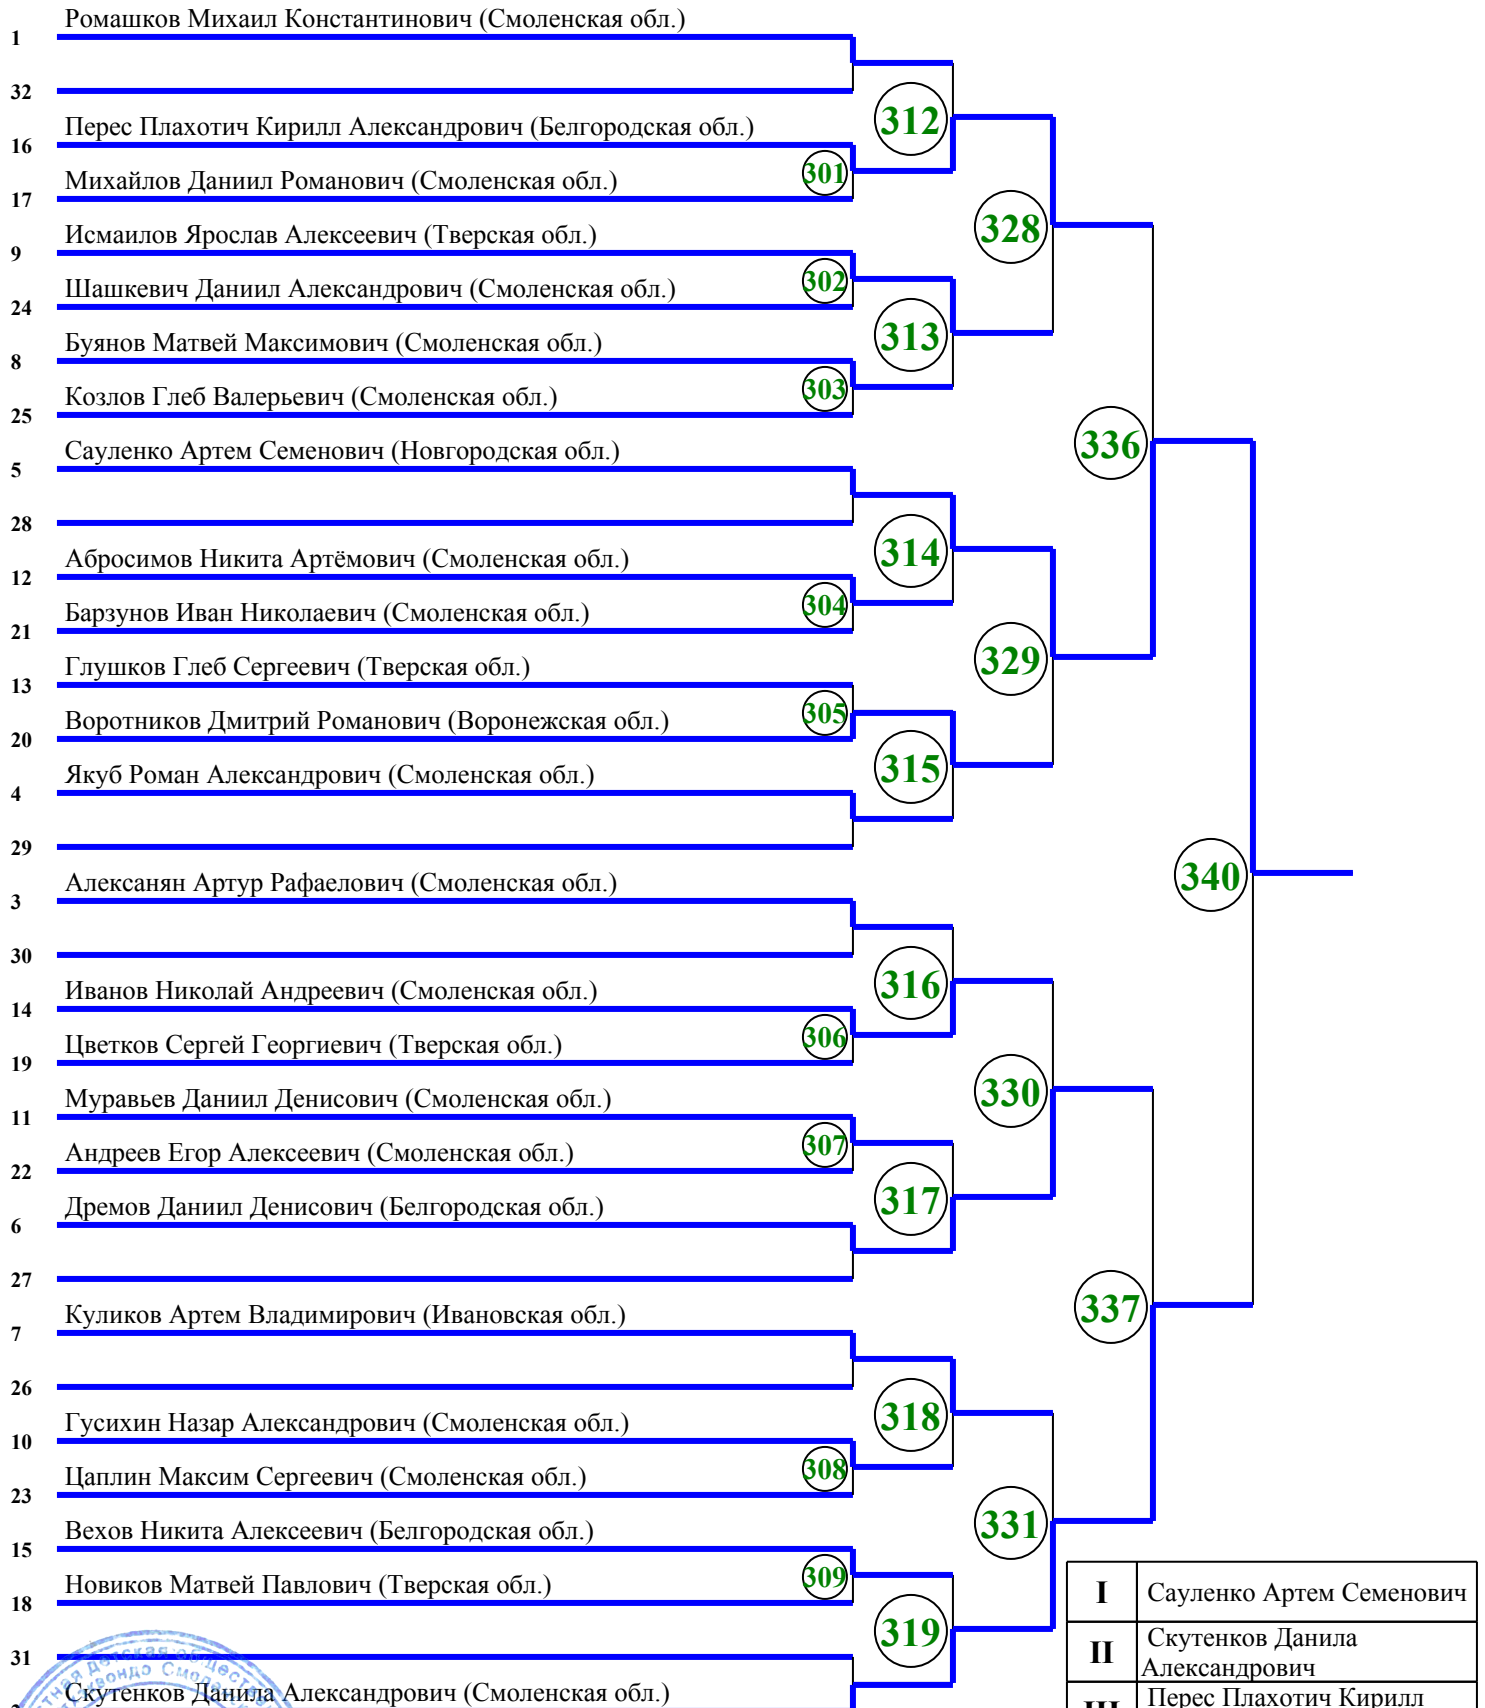 Ромашков Михаил Константинович (Смоленская обл.)
1
32
312
Перес Плахотич Кирилл Александрович (Белгородская обл.)
16
301
Михайлов Даниил Романович (Смоленская обл.)
17
328
Исмаилов Ярослав Алексеевич (Тверская обл.)
9
302
Шашкевич Даниил Александрович (Смоленская обл.)
24
313
Буянов Матвей Максимович (Смоленская обл.)
8
303
Козлов Глеб Валерьевич (Смоленская обл.)
25
336
Сауленко Артем Семенович (Новгородская обл.)
5
28
314
Абросимов Никита Артёмович (Смоленская обл.)
12
304
Барзунов Иван Николаевич (Смоленская обл.)
21
329
Глушков Глеб Сергеевич (Тверская обл.)
13
305
Воротников Дмитрий Романович (Воронежская обл.)
20
315
Якуб Роман Александрович (Смоленская обл.)
4
29
340
Алексанян Артур Рафаелович (Смоленская обл.)
3
30
316
Иванов Николай Андреевич (Смоленская обл.)
14
306
Цветков Сергей Георгиевич (Тверская обл.)
19
330
Муравьев Даниил Денисович (Смоленская обл.)
11
307
Андреев Егор Алексеевич (Смоленская обл.)
22
317
Дремов Даниил Денисович (Белгородская обл.)
6
27
337
Куликов Артем Владимирович (Ивановская обл.)
7
26
318
Гусихин Назар Александрович (Смоленская обл.)
10
308
Цаплин Максим Сергеевич (Смоленская обл.)
23
331
Вехов Никита Алексеевич (Белгородская обл.)
15
309
Новиков Матвей Павлович (Тверская обл.)
18
319
31
Скутенков Данила Александрович (Смоленская обл.)
I Сауленко Артем Семенович
II Скутенков Данила
Александрович
III Перес Плахотич Кирилл